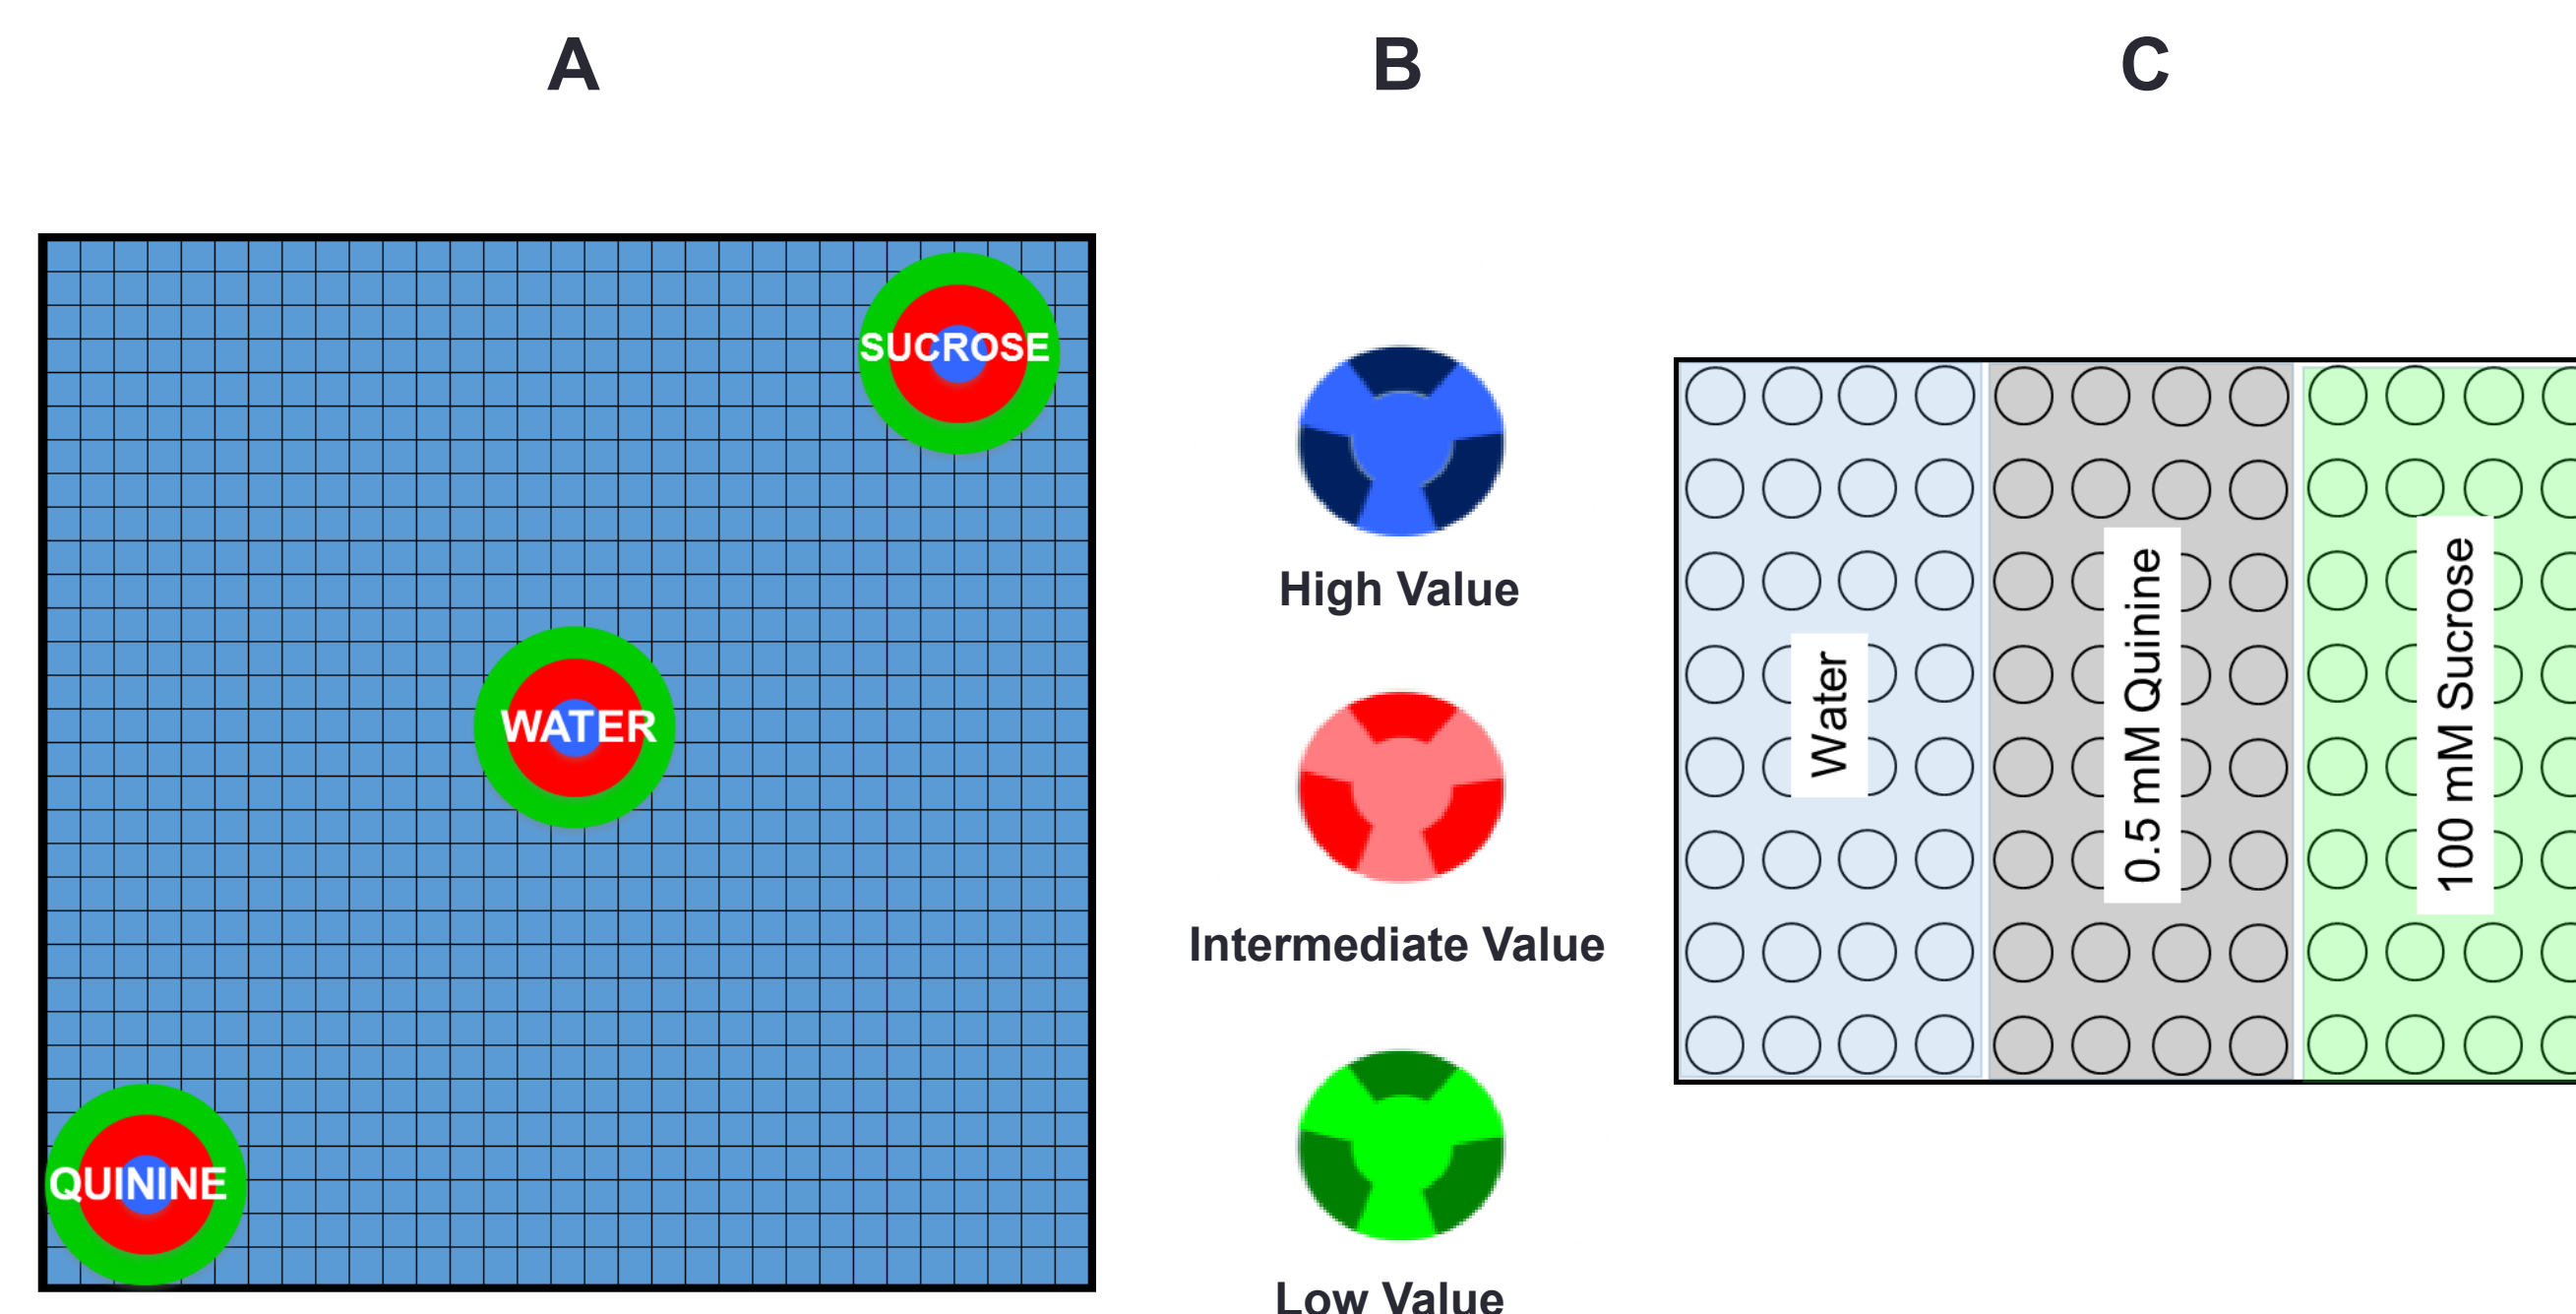 A
B
C
SUCROSE
WATER
QUININE
High Value
Intermediate Value
Low Value
Water
0.5 mM Quinine
100 mM Sucrose